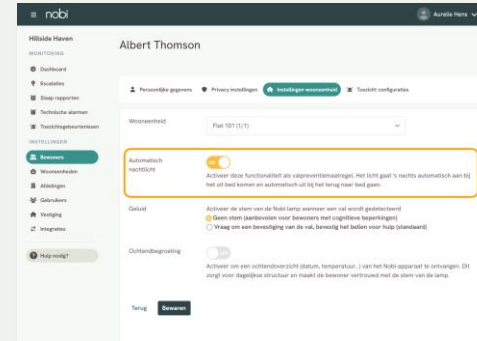 nobi
Aurelie Hens
Hillside Haven
MONITORING
Dashboard
Escalaties
Slaap rapporten
Technische alarmen
Toezichtsgebeurtenissen
INSTELLINGEN
Bewoners
Wooneenheden
Afdelingen
Gebruikers
Vestiging
Integraties
Hulp nodig?
Albert Thomson
Persoonlijke gegevens
Privacy instellingen
Instellingen wooneenheid
Toezicht configuraties
Wooneenheid
Flat 101 (1/1)
Automatisch
nachtlicht
Activeer deze functionaliteit als valpreventiemaatregel. Het licht gaat 's nachts automatisch aan bij
het uit bed komen en automatisch uit bij het terug naar bed gaan.
Geluid
Activeer de stem van de Nobi lamp wanneer een val wordt gedetecteerd
Geen stem (aanbevolen voor bewoners met cognitieve beperkingen)
Vraag om een bevestiging van de val, bevestig het bellen voor hulp (standaard)
Ochtendbegroeting
Activeer om een ochtendoverzicht (datum, temperatuur...) van het Nobi apparaat te ontvangen. Dit
zorgt voor dagelijkse structuur en maakt de bewoner vertrouwd met de stem van de lamp.
Terug
Bewaren